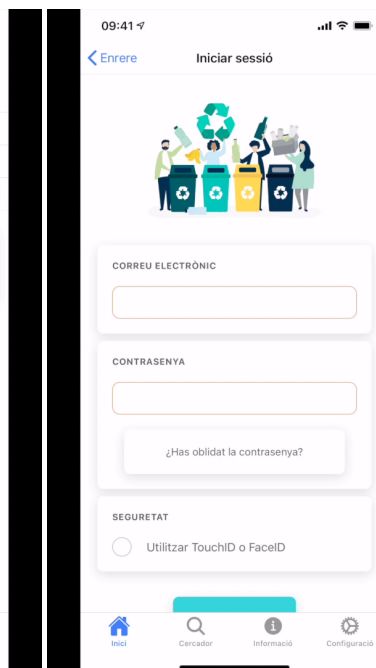 09:41
Enrere
Iniciar sessió
CORREU ELECTRÒNIC
CONTRASENYA
¿Has oblidat la contrasenya?
SEGURETAT
Utilitzar TouchID o FaceID
Inici
Cercador
Informació
Configuració